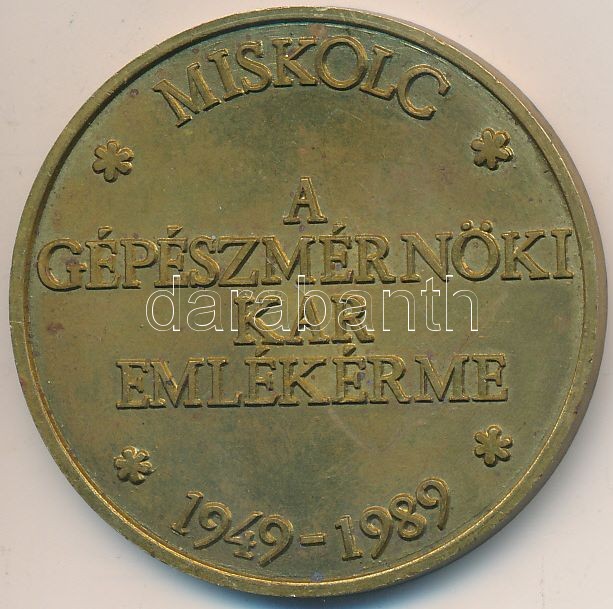 MISKOLC
A
GÉPÉSZMÉRNÖKI
KAR
darabanth
EMLÉKÉRME
1949-1989